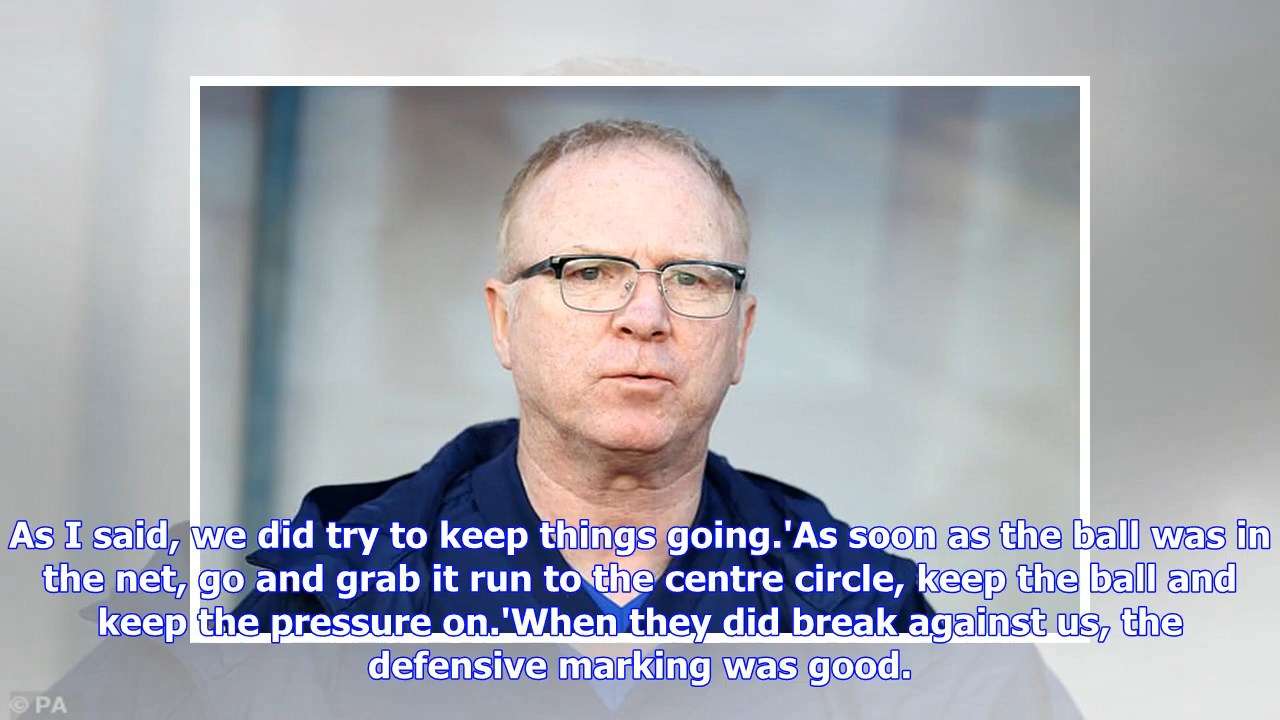 As I said, we did try to keep things going.'As soon as the ball was in
the net, go and grab it run to the centre circle, keep the ball and
keep the pressure on.'When they did break against us, the
defensive marking was good.
© PA